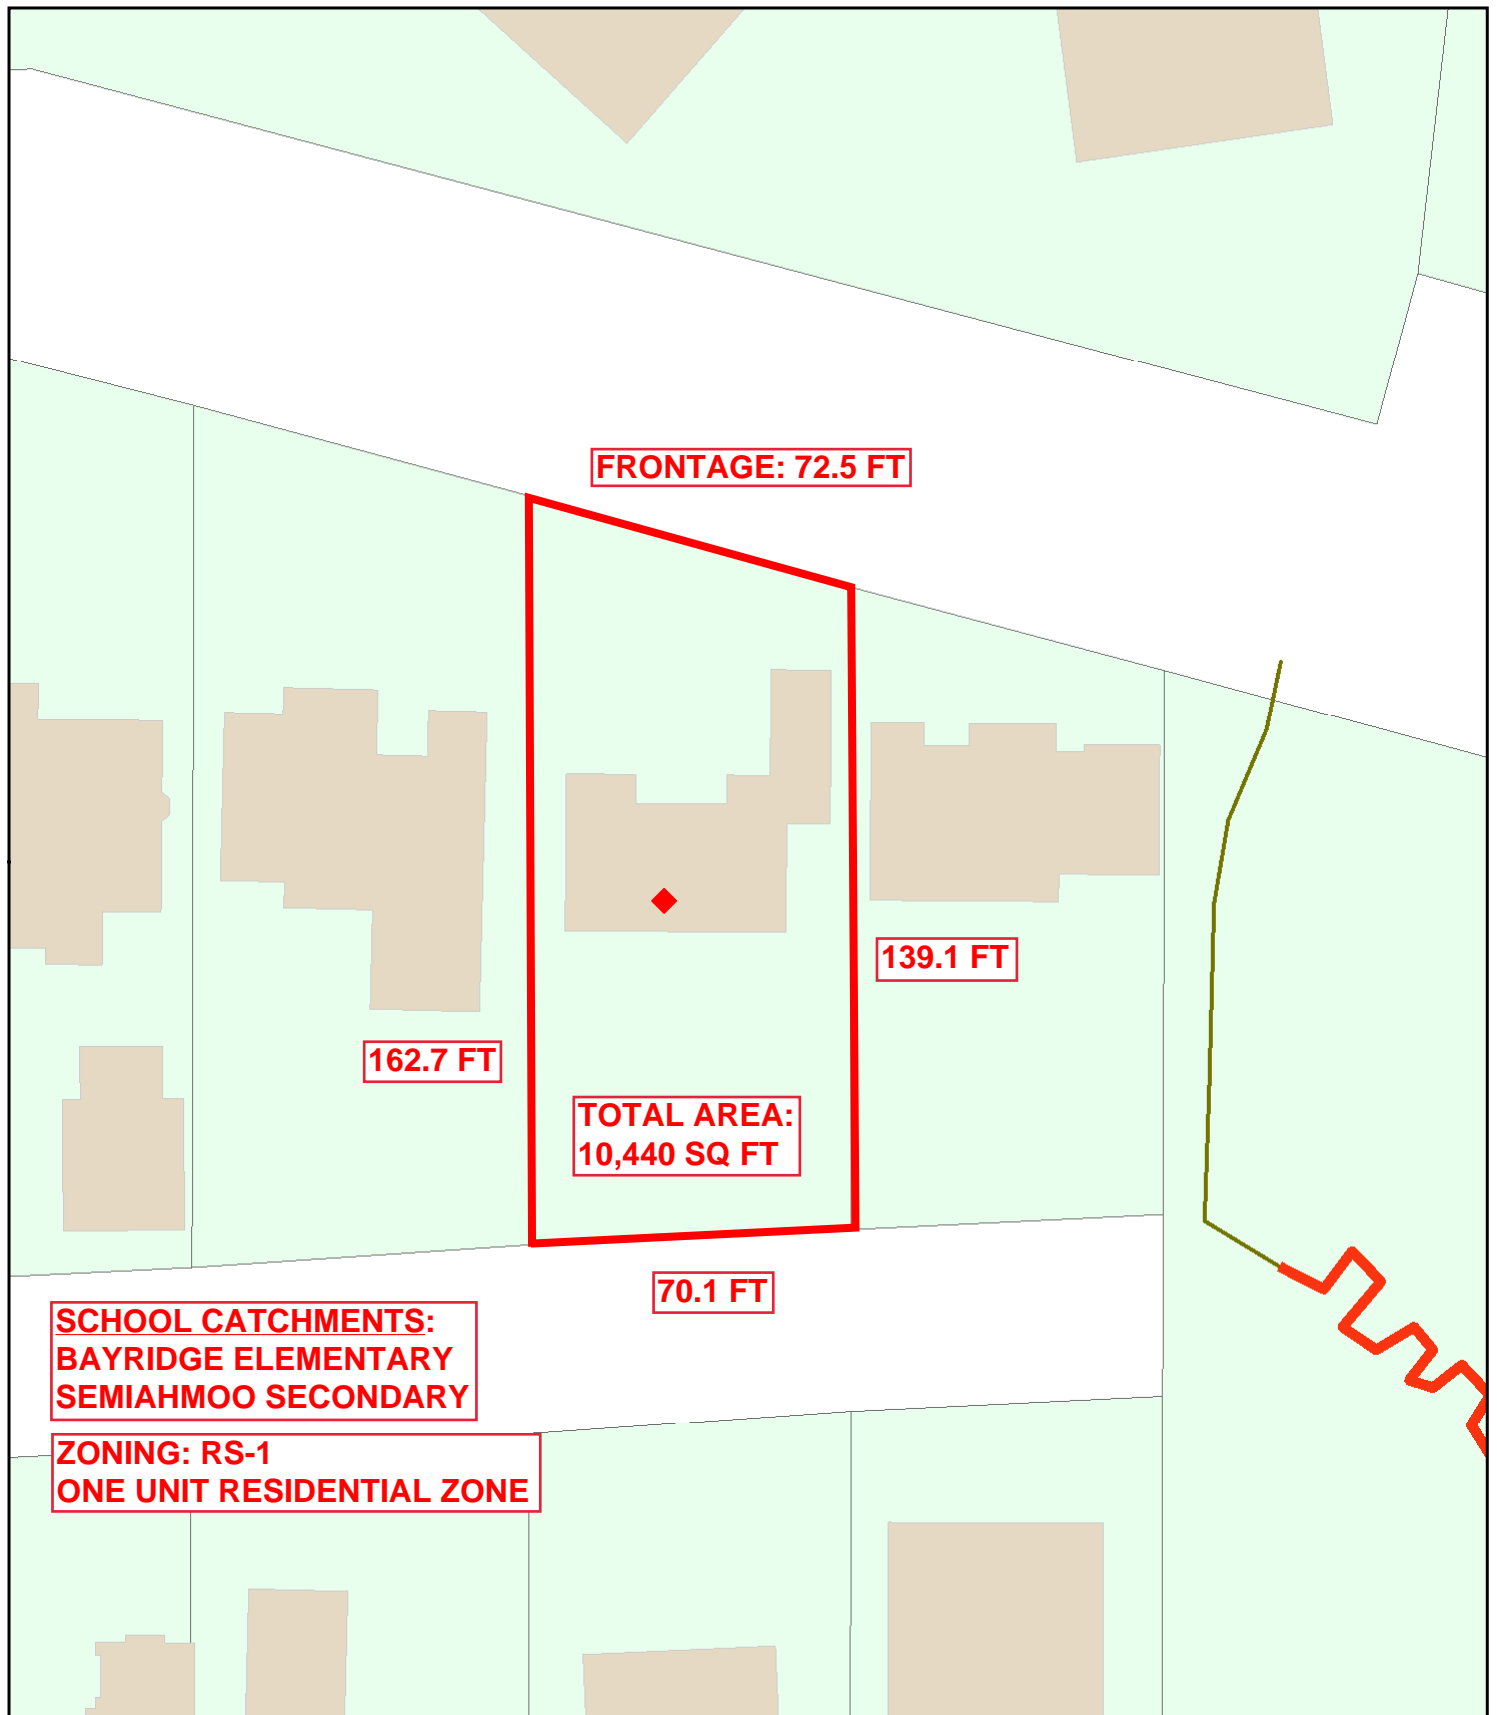 FRONTAGE: 72.5 FT
139.1 FT
162.7 FT
TOTAL AREA:
10,440 SQ FT
70.1 FT
SCHOOL CATCHMENTS:
BAYRIDGE ELEMENTARY
SEMIAHMOO SECONDARY
ZONING: RS-1
ONE UNIT RESIDENTIAL ZONE